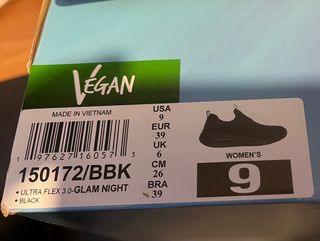 VEGAN
MADE IN VIETNAM
1 97627 16057 3
150172/BBK
• ULTRA FLEX 3.0-GLAM NIGHT
• BLACK
USA
9
EUR
39
UK
6
CM
26
BRA
39
WOMEN'S
9